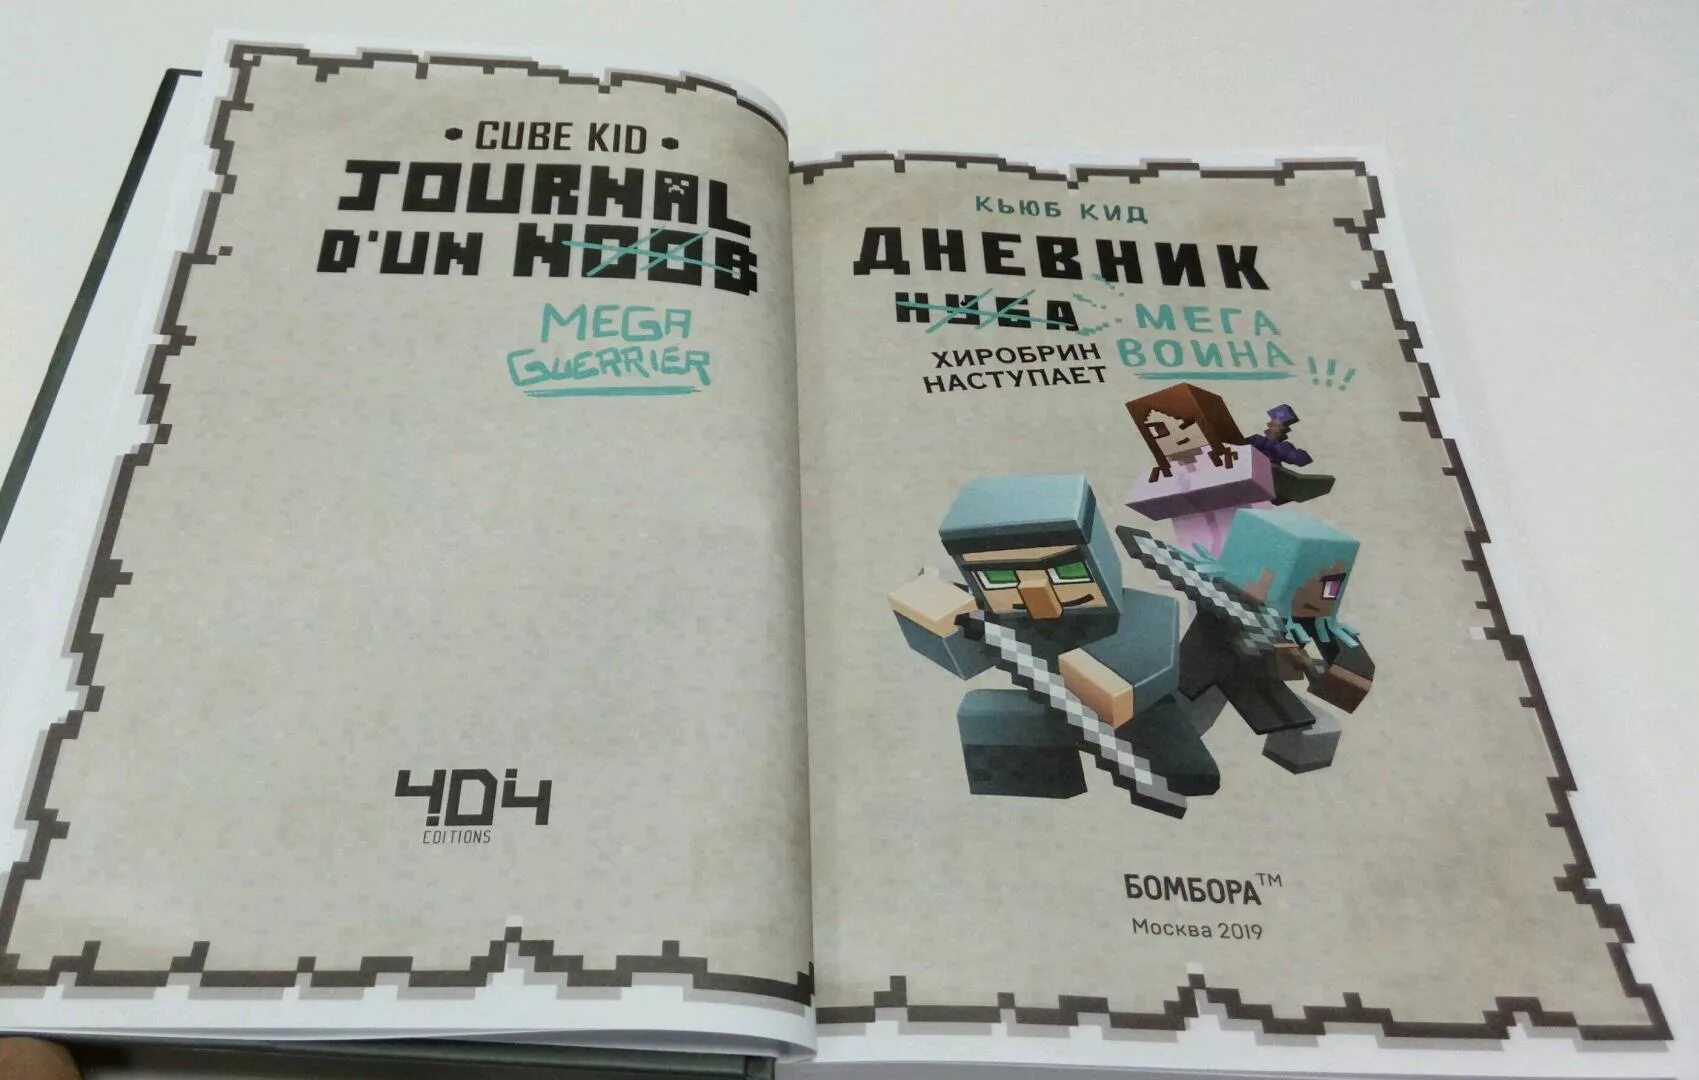 • CUBE KID •
JOURNAL
D'UN NOOB
MEGA
GUERRIER
404
EDITIONS
КЬЮБ КИД
ДНЕВНИК
НУБА МЕГА
ХИРОБРИН ВОИНА !!!
НАСТУПАЕТ
БОМБОРА™
Москва 2019